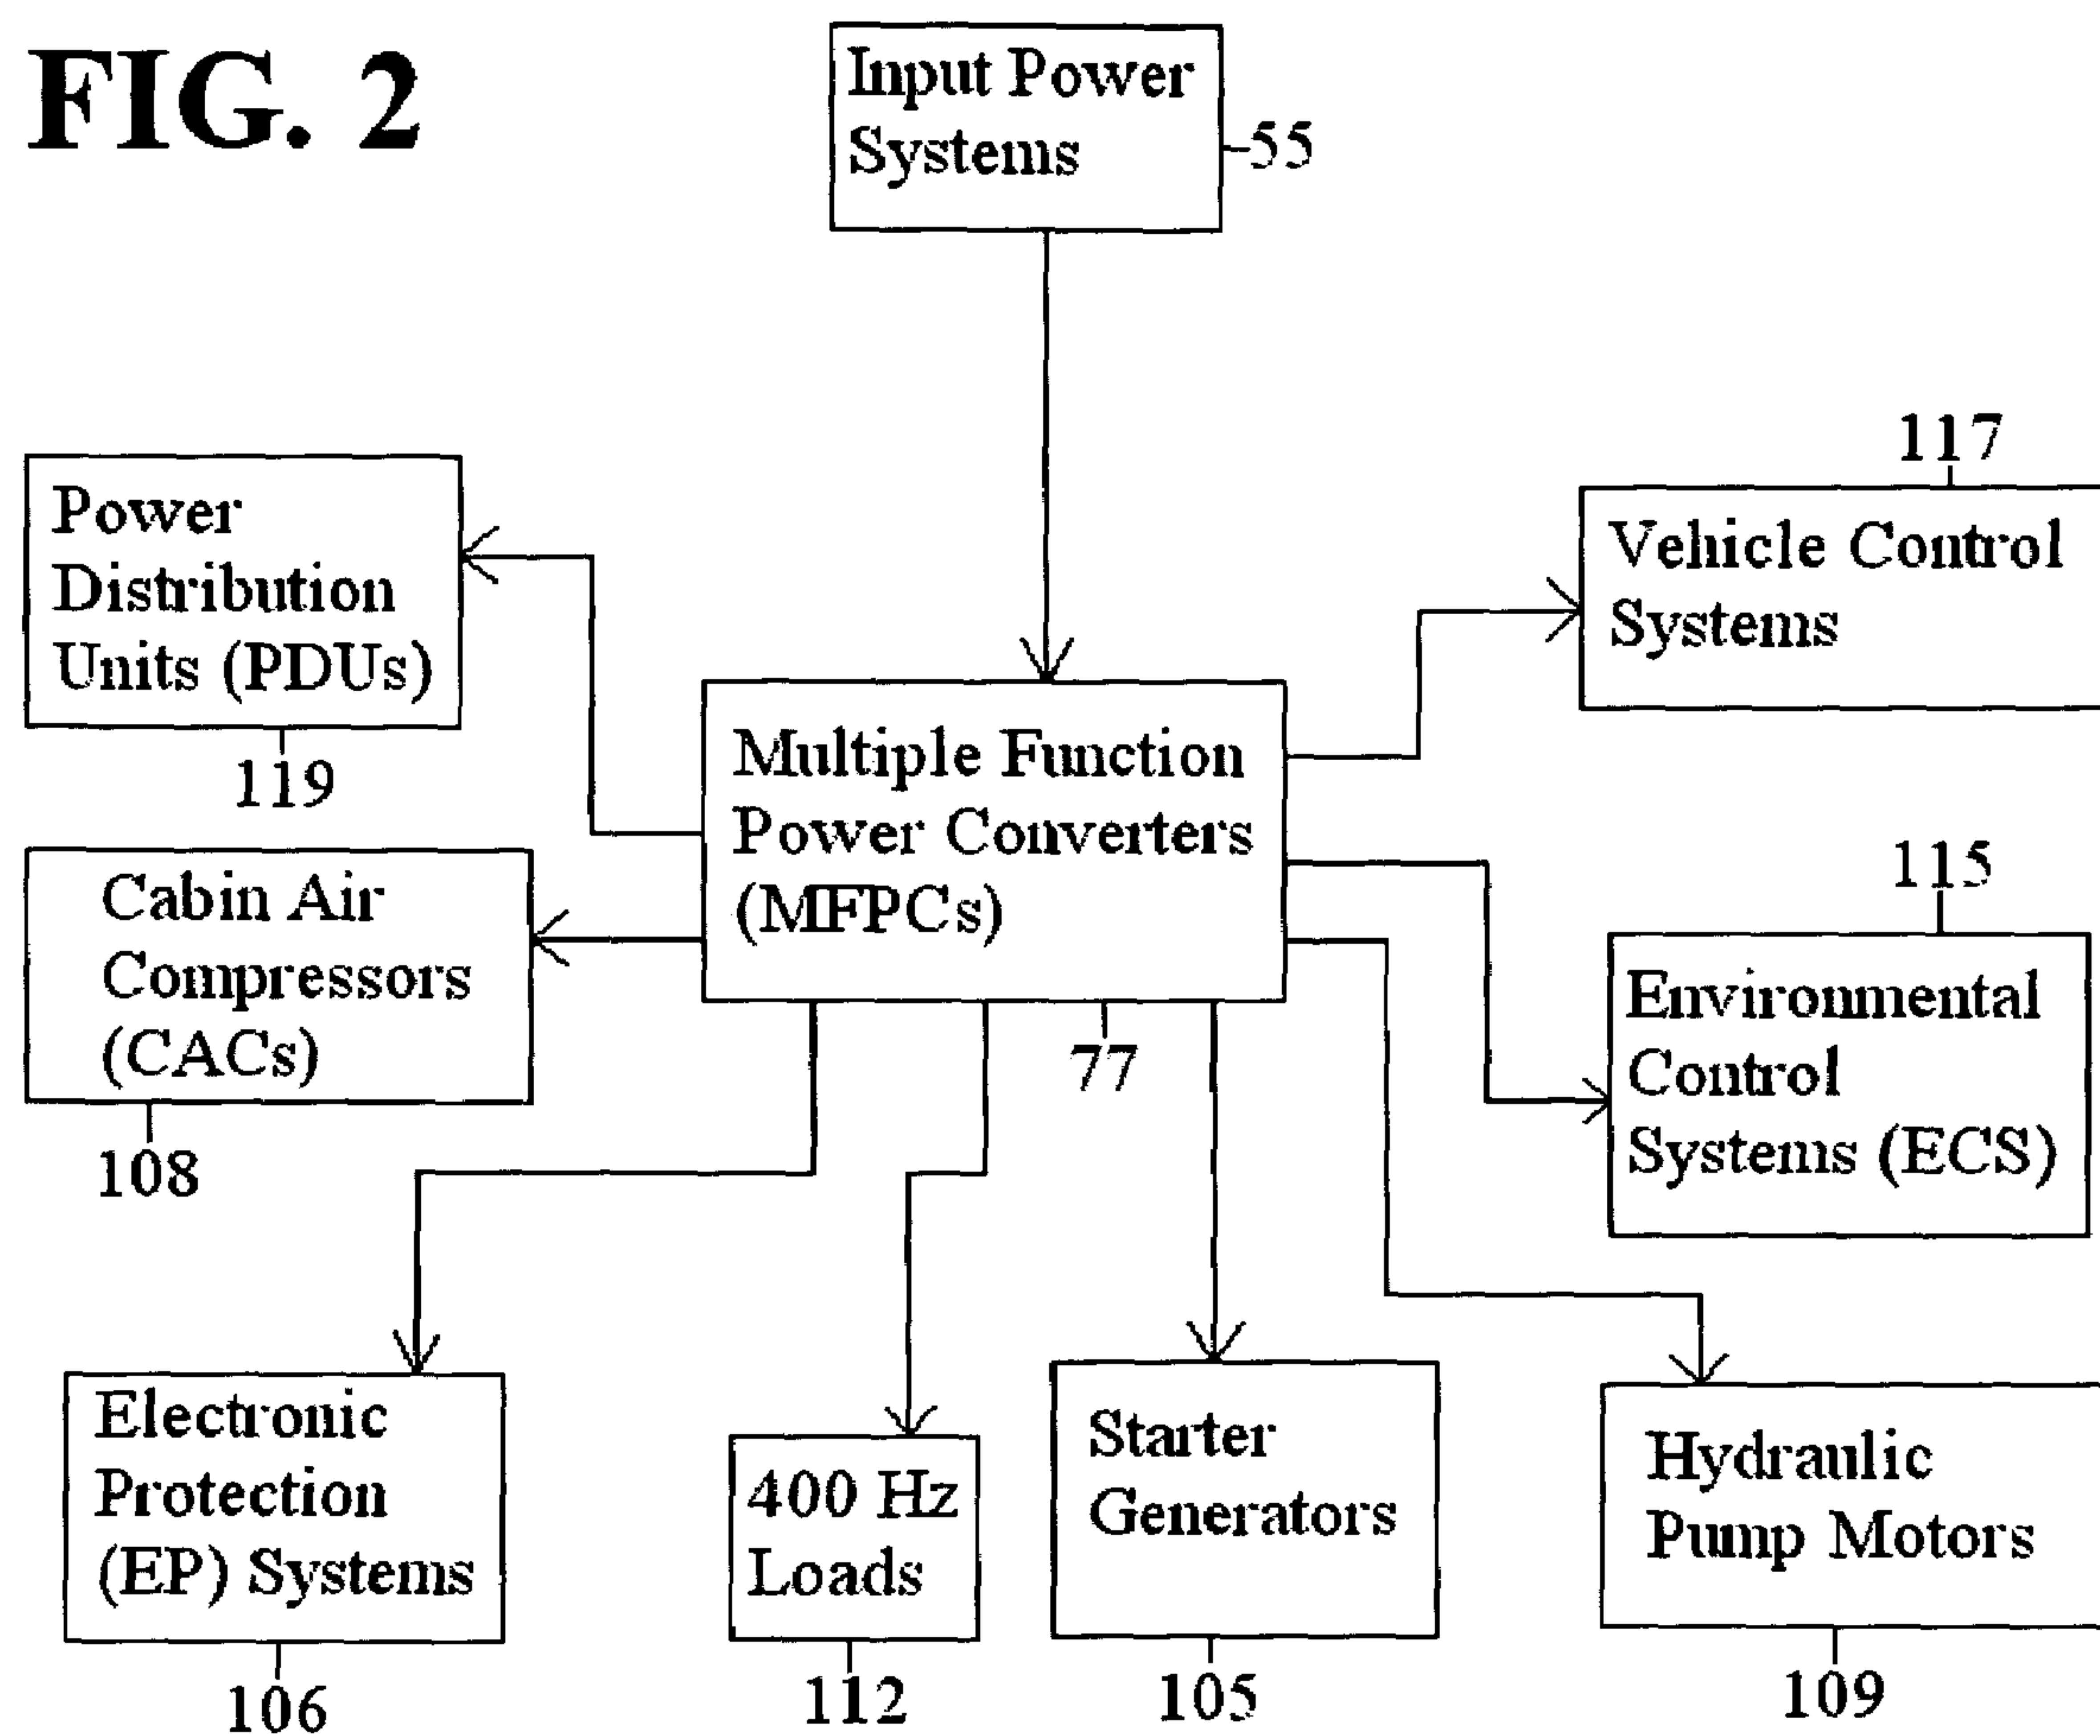 FIG. 2
Input Power
Systems
55
117
Power
Distribution
Units (PDUs)
119
Vehicle Control
Systems
Multiple Function
Power Converters
(MFPCs)
77
115
Cabin Air
Compressors
(CACs)
108
Environmental
Control
Systems (ECS)
Electronic
Protection
(EP) Systems
106
400 Hz
Loads
112
Starter
Generators
105
Hydraulic
Pump Motors
109